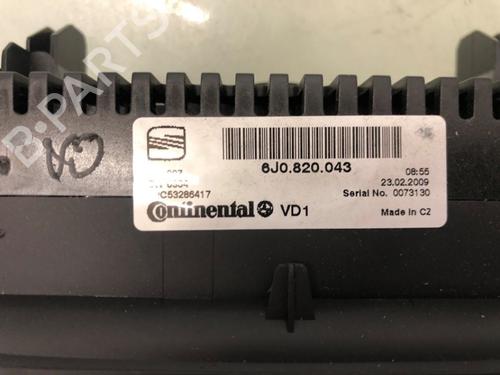 B-PARTS
6J0.820.043
08:55
23.02.2009
C53286417
Serial No. 0073130
Continental VD1
Made in CZ